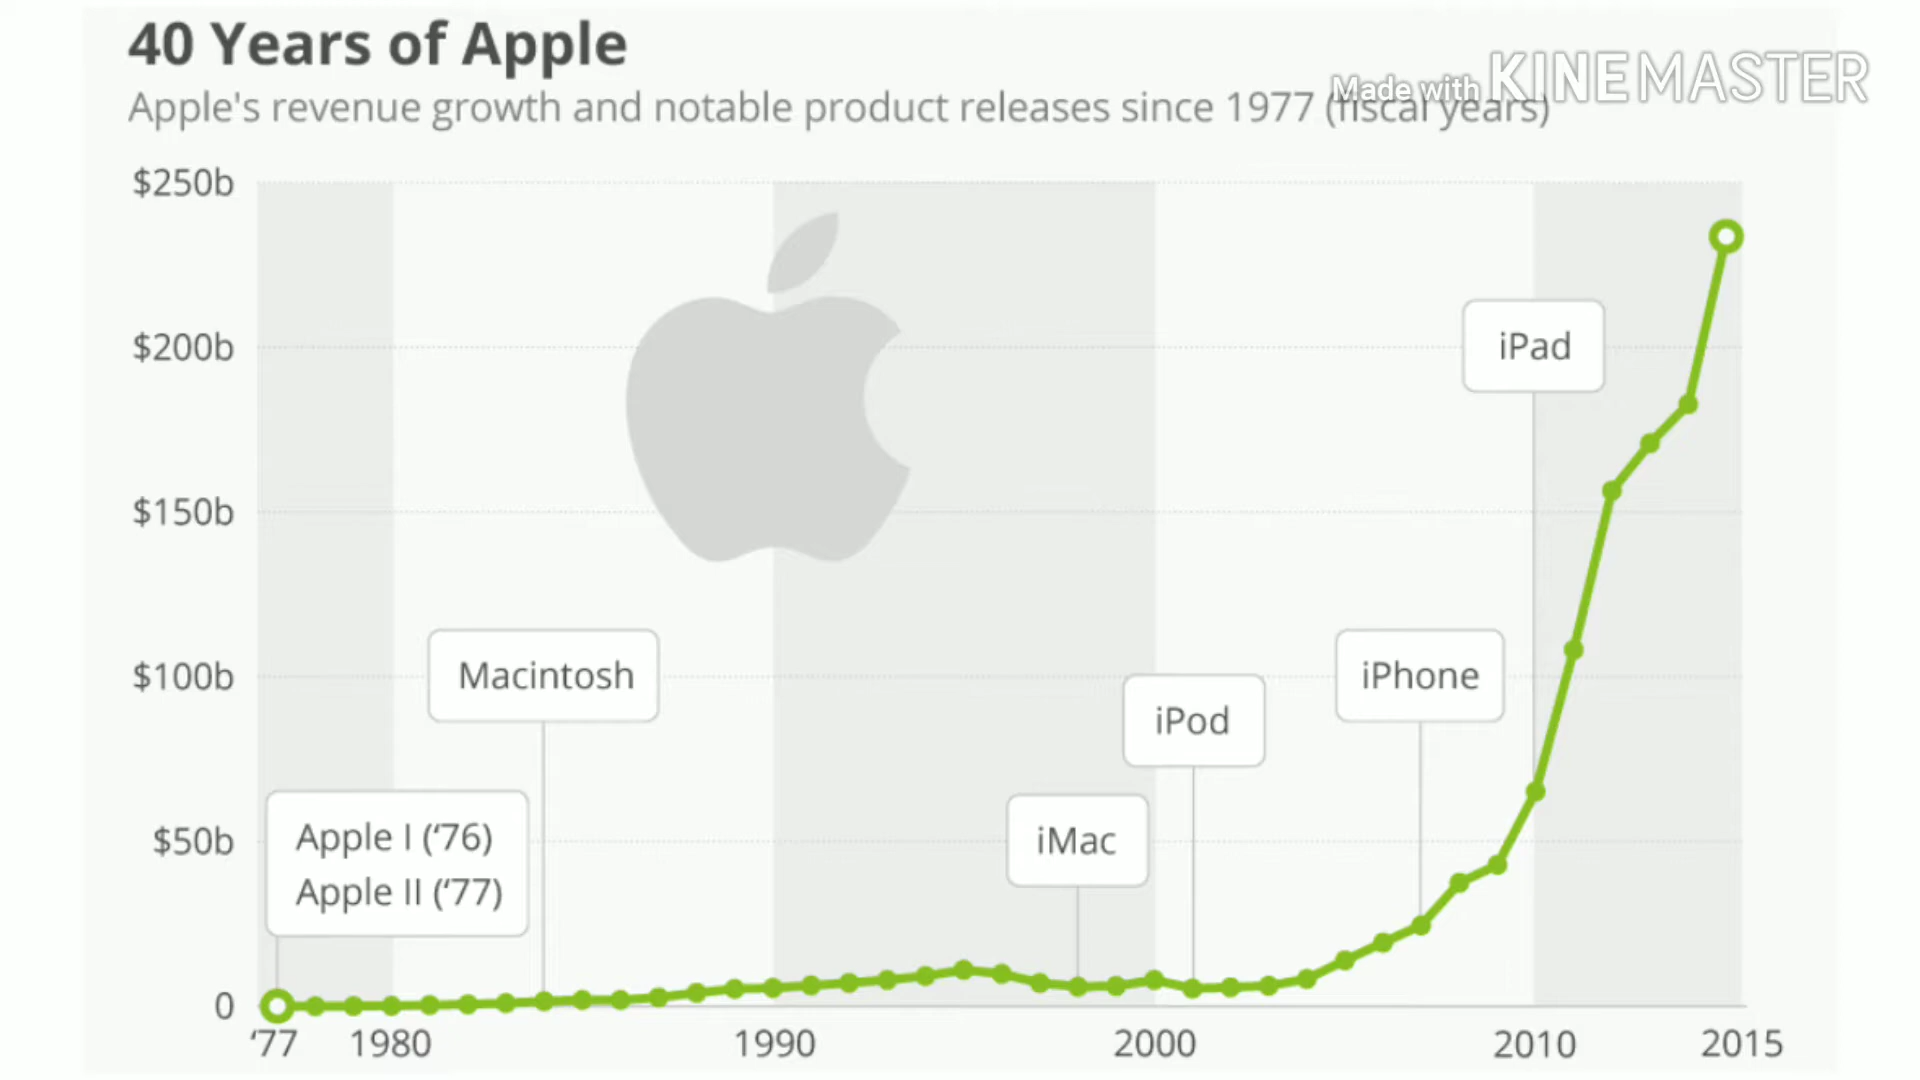 40 Years of Apple
Made with KINEMASTER
Apple's revenue growth and notable product releases since 1977 (fiscal years)
$250b
$200b
iPad
$150b
$100b
Macintosh
iPhone
iPod
$50b
Apple I (‘76)
Apple II (‘77)
iMac
0
‘77 1980 1990 2000 2010 2015